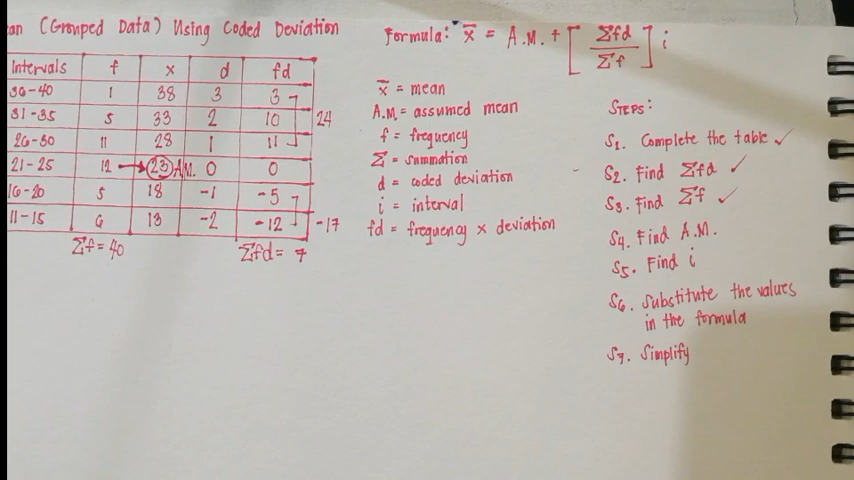 an (Grouped Data) Using Coded Deviation
Intervals f x d fd
36-40 1 38 3 3
31-35 5 33 2 10 24
26-30 11 28 1 11
21-25 12 → 23 A.M. 0 0
16-20 5 18 -1 -5
11-15 6 13 -2 -12 -17
Σf = 40 Σfd = 7
Formula: x̄ = A.M. + [ Σfd / Σf ] i
x̄ = mean
A.M. = assumed mean
f = frequency
Σ = summation
d = coded deviation
i = interval
fd = frequency x deviation
STEPS:
S1. Complete the table ✓
S2. Find Σfd ✓
S3. Find Σf ✓
S4. Find A.M.
S5. Find i
S6. Substitute the values
in the formula
S7. Simplify